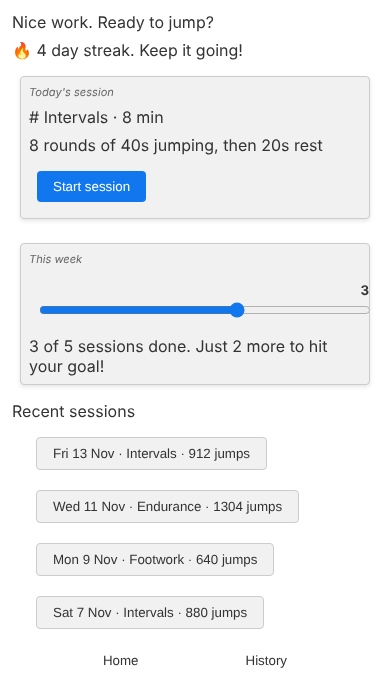 Nice work. Ready to jump?
🔥 4 day streak. Keep it going!
Today's session
# Intervals · 8 min
8 rounds of 40s jumping, then 20s rest
Start session
This week
3
3 of 5 sessions done. Just 2 more to hit
your goal!
Recent sessions
Fri 13 Nov · Intervals · 912 jumps
Wed 11 Nov · Endurance · 1304 jumps
Mon 9 Nov · Footwork · 640 jumps
Sat 7 Nov · Intervals · 880 jumps
Home History